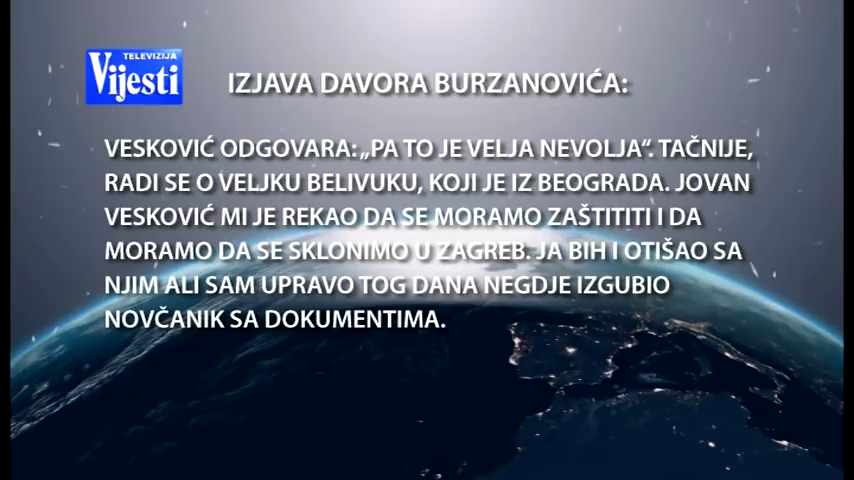 TELEVIZIJA
Vijesti
IZJAVA DAVORA BURZANOVIĆA:
VESKOVIĆ ODGOVARA: „PA TO JE VELJA NEVOLJA“. TAČNIJE,
RADI SE O VELJKU BELIVUKU, KOJI JE IZ BEOGRADA. JOVAN
VESKOVIĆ MI JE REKAO DA SE MORAMO ZAŠTITITI I DA
MORAMO DA SE SKLONIMO U ZAGREB. JA BIH I OTIŠAO SA
NJIM ALI SAM UPRAVO TOG DANA NEGDJE IZGUBIO
NOVČANIK SA DOKUMENTIMA.